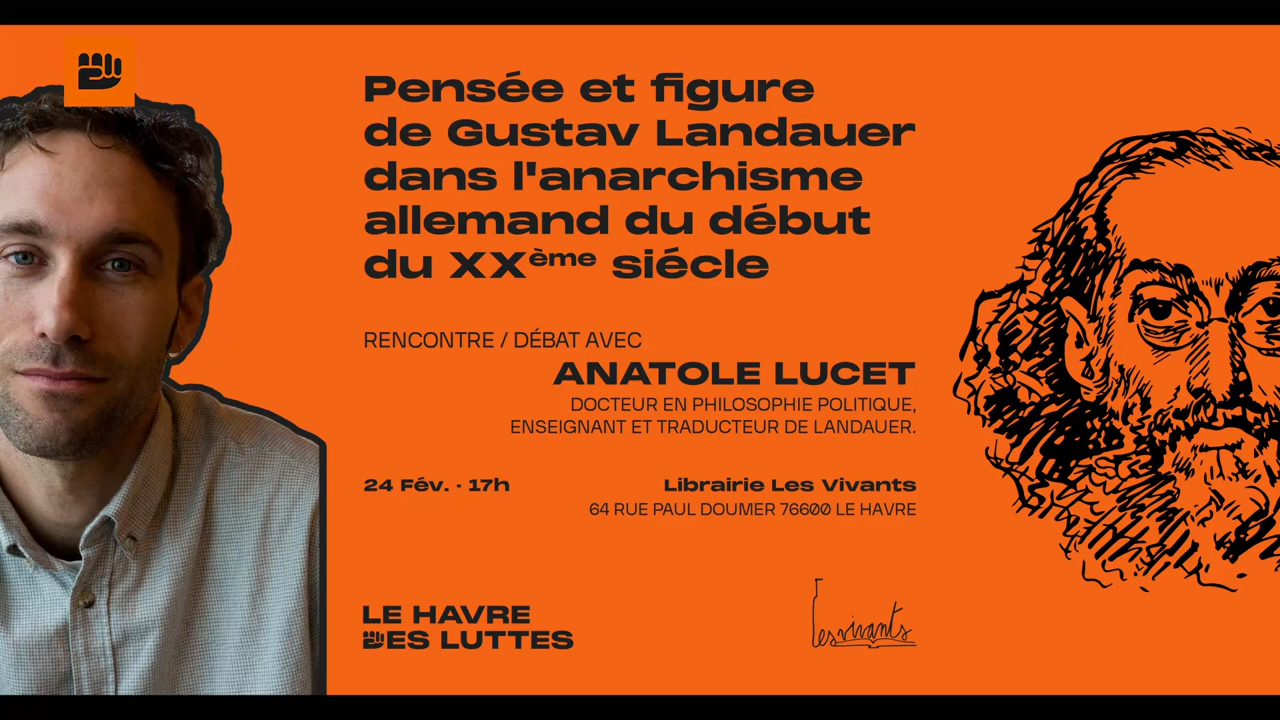 Pensée et figure
de Gustav Landauer
dans l'anarchisme
allemand du début
du XXème siécle
RENCONTRE / DÉBAT AVEC
ANATOLE LUCET
DOCTEUR EN PHILOSOPHIE POLITIQUE,
ENSEIGNANT ET TRADUCTEUR DE LANDAUER.
24 Fév. - 17h
Librairie Les Vivants
64 RUE PAUL DOUMER 76600 LE HAVRE
LE HAVRE
DES LUTTES
les vivants